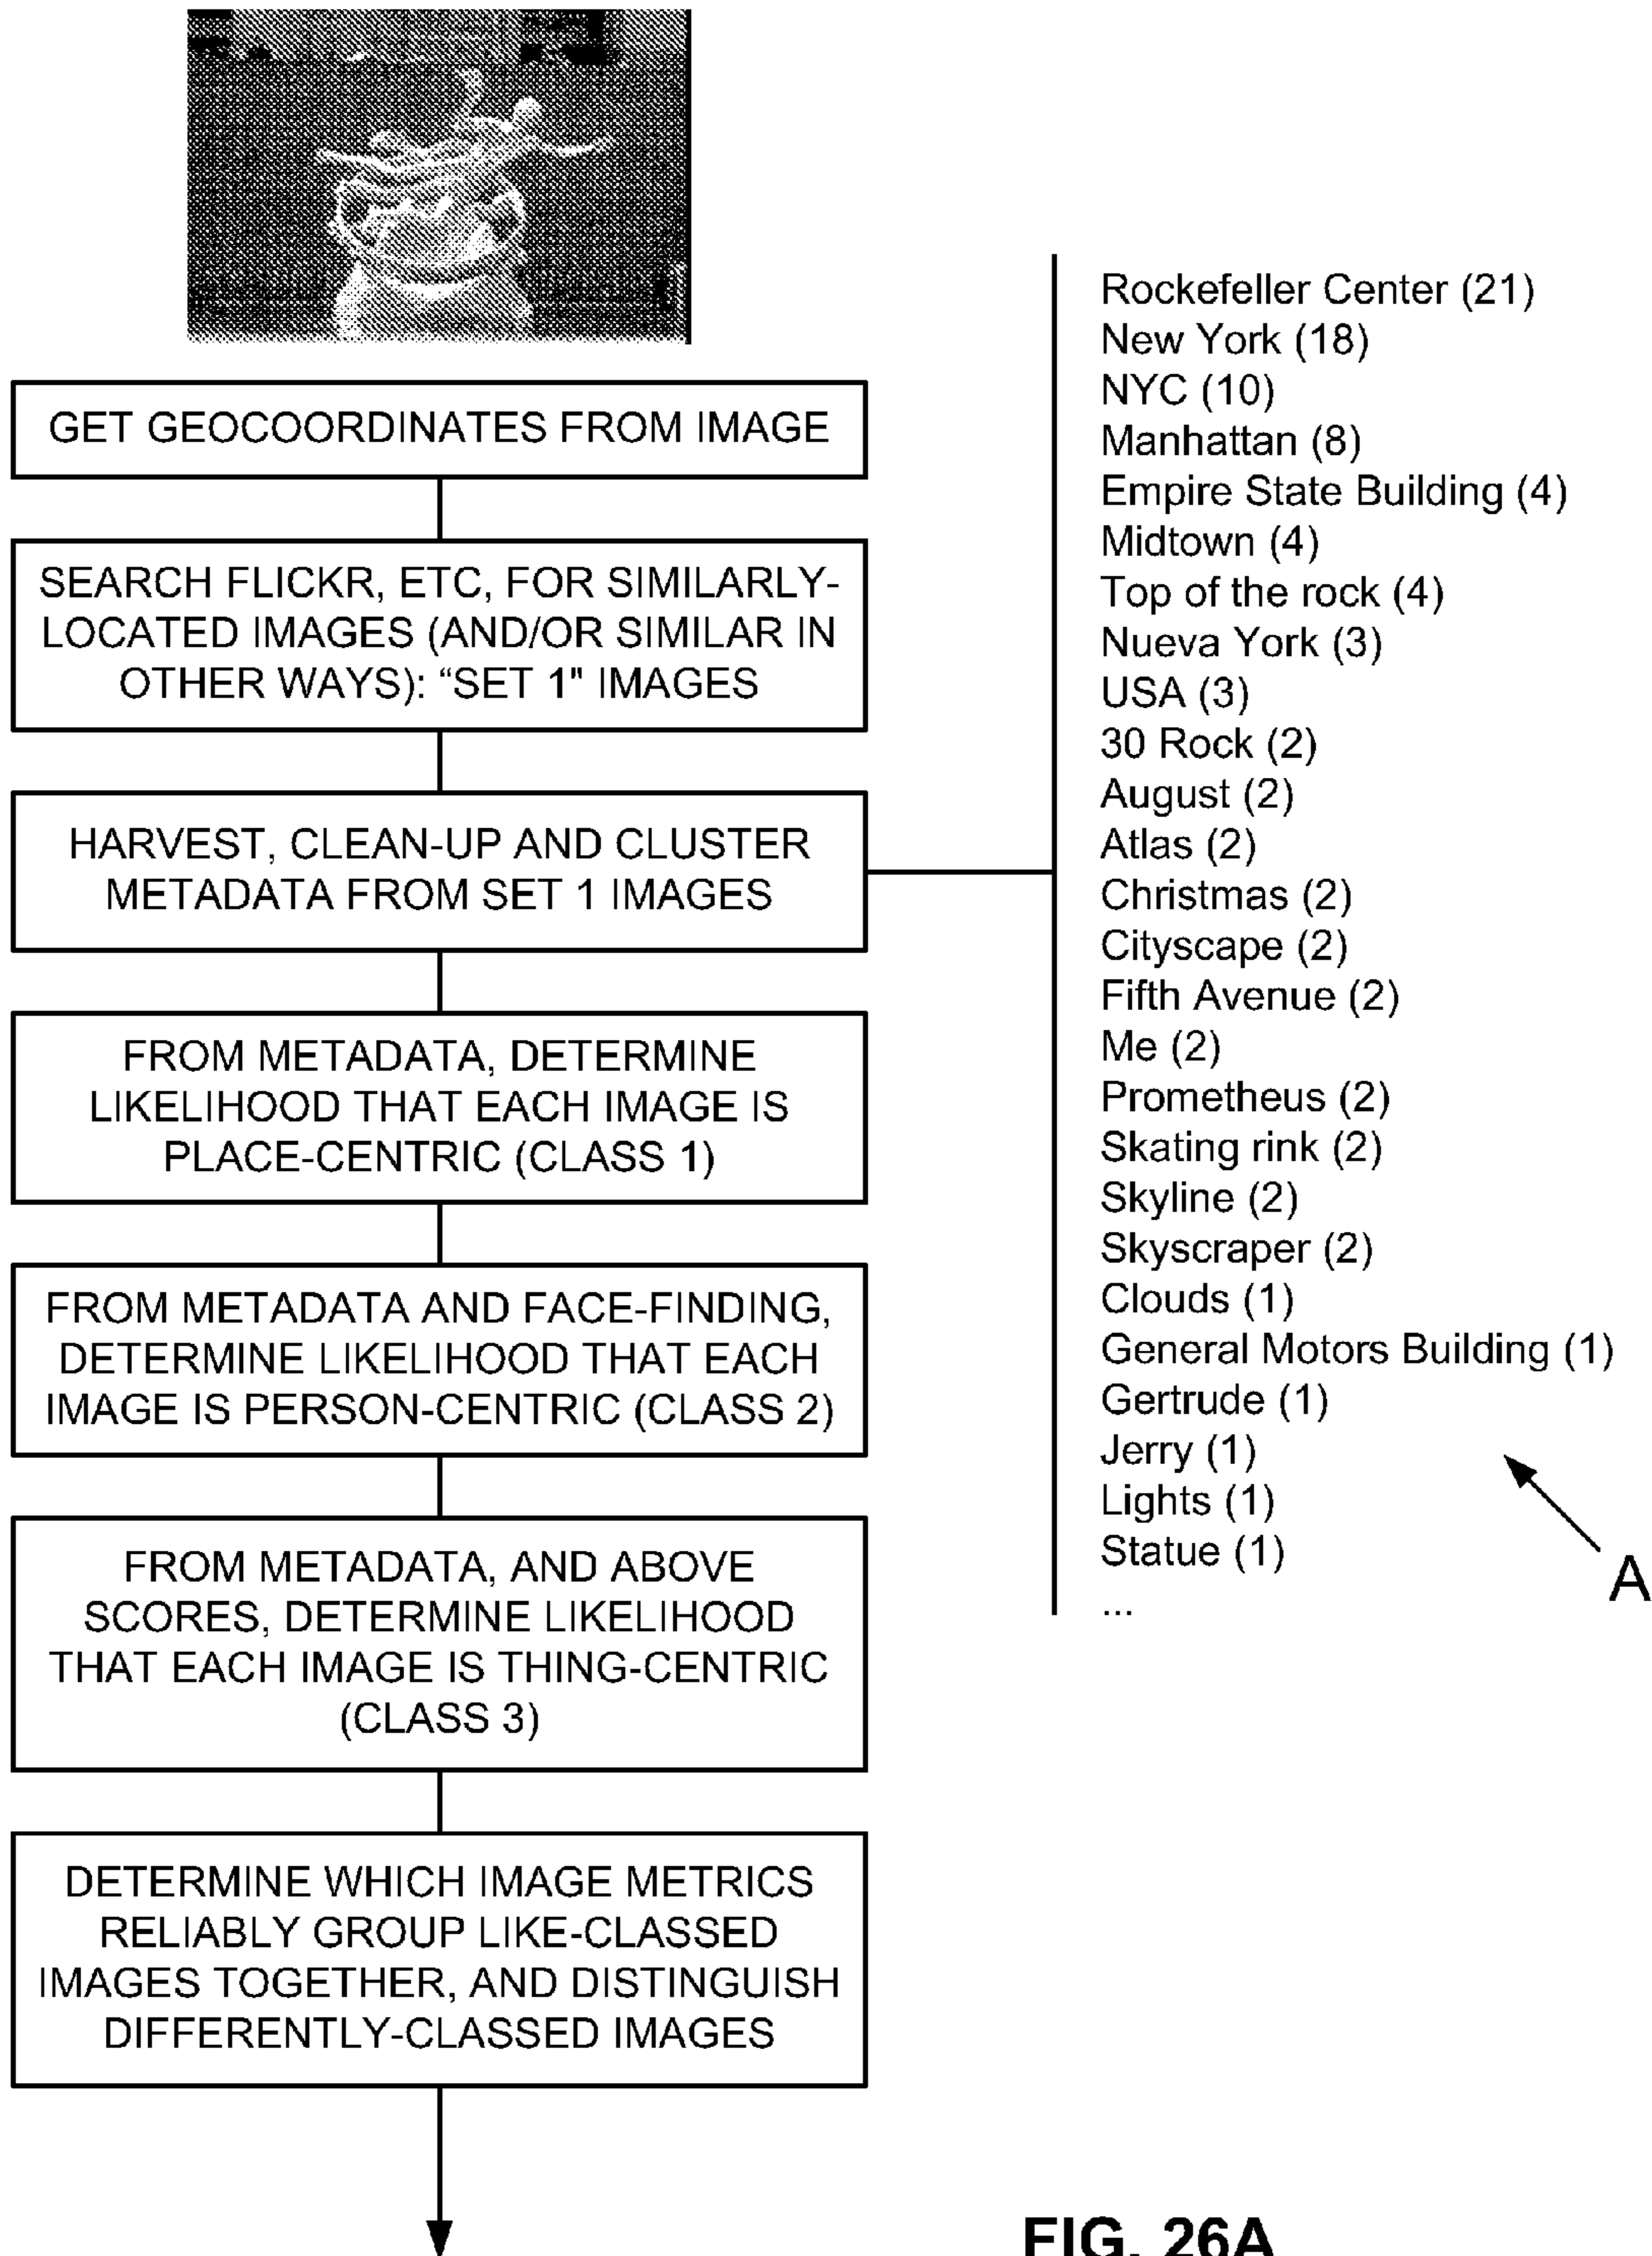 GET GEOCOORDINATES FROM IMAGE
SEARCH FLICKR, ETC, FOR SIMILARLY-
LOCATED IMAGES (AND/OR SIMILAR IN
OTHER WAYS): “SET 1" IMAGES
HARVEST, CLEAN-UP AND CLUSTER
METADATA FROM SET 1 IMAGES
FROM METADATA, DETERMINE
LIKELIHOOD THAT EACH IMAGE IS
PLACE-CENTRIC (CLASS 1)
FROM METADATA AND FACE-FINDING,
DETERMINE LIKELIHOOD THAT EACH
IMAGE IS PERSON-CENTRIC (CLASS 2)
FROM METADATA, AND ABOVE
SCORES, DETERMINE LIKELIHOOD
THAT EACH IMAGE IS THING-CENTRIC
(CLASS 3)
DETERMINE WHICH IMAGE METRICS
RELIABLY GROUP LIKE-CLASSED
IMAGES TOGETHER, AND DISTINGUISH
DIFFERENTLY-CLASSED IMAGES
Rockefeller Center (21)
New York (18)
NYC (10)
Manhattan (8)
Empire State Building (4)
Midtown (4)
Top of the rock (4)
Nueva York (3)
USA (3)
30 Rock (2)
August (2)
Atlas (2)
Christmas (2)
Cityscape (2)
Fifth Avenue (2)
Me (2)
Prometheus (2)
Skating rink (2)
Skyline (2)
Skyscraper (2)
Clouds (1)
General Motors Building (1)
Gertrude (1)
Jerry (1)
Lights (1)
Statue (1)
...
A
FIG. 26A